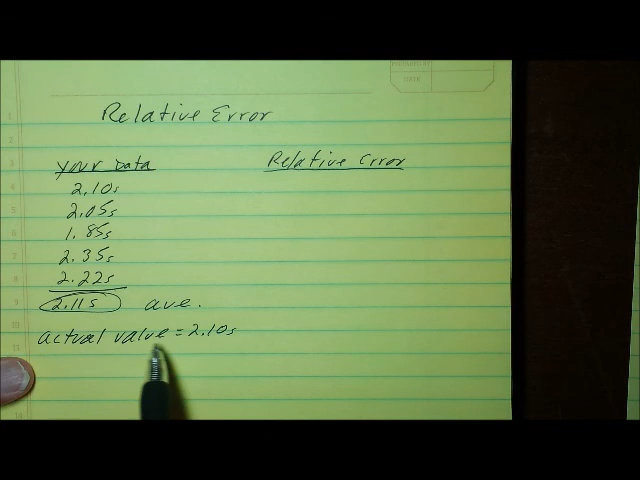 Relative Error
your Data
Relative Error
2.10s
2.05s
1.85s
2.35s
2.22s
2.11s ave.
actual value = 2.10s